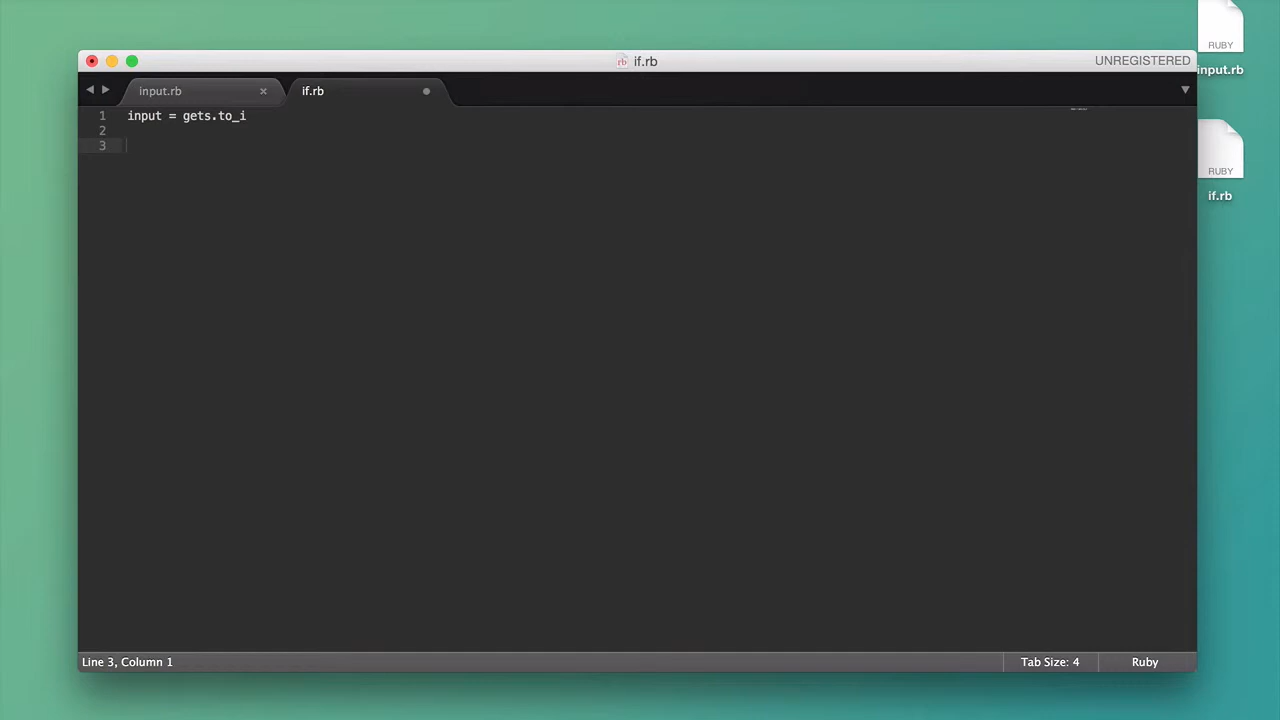 RUBY
input.rb
if.rb
UNREGISTERED
input.rb
if.rb
1 input = gets.to_i
2
3
RUBY
if.rb
Line 3, Column 1
Tab Size: 4
Ruby